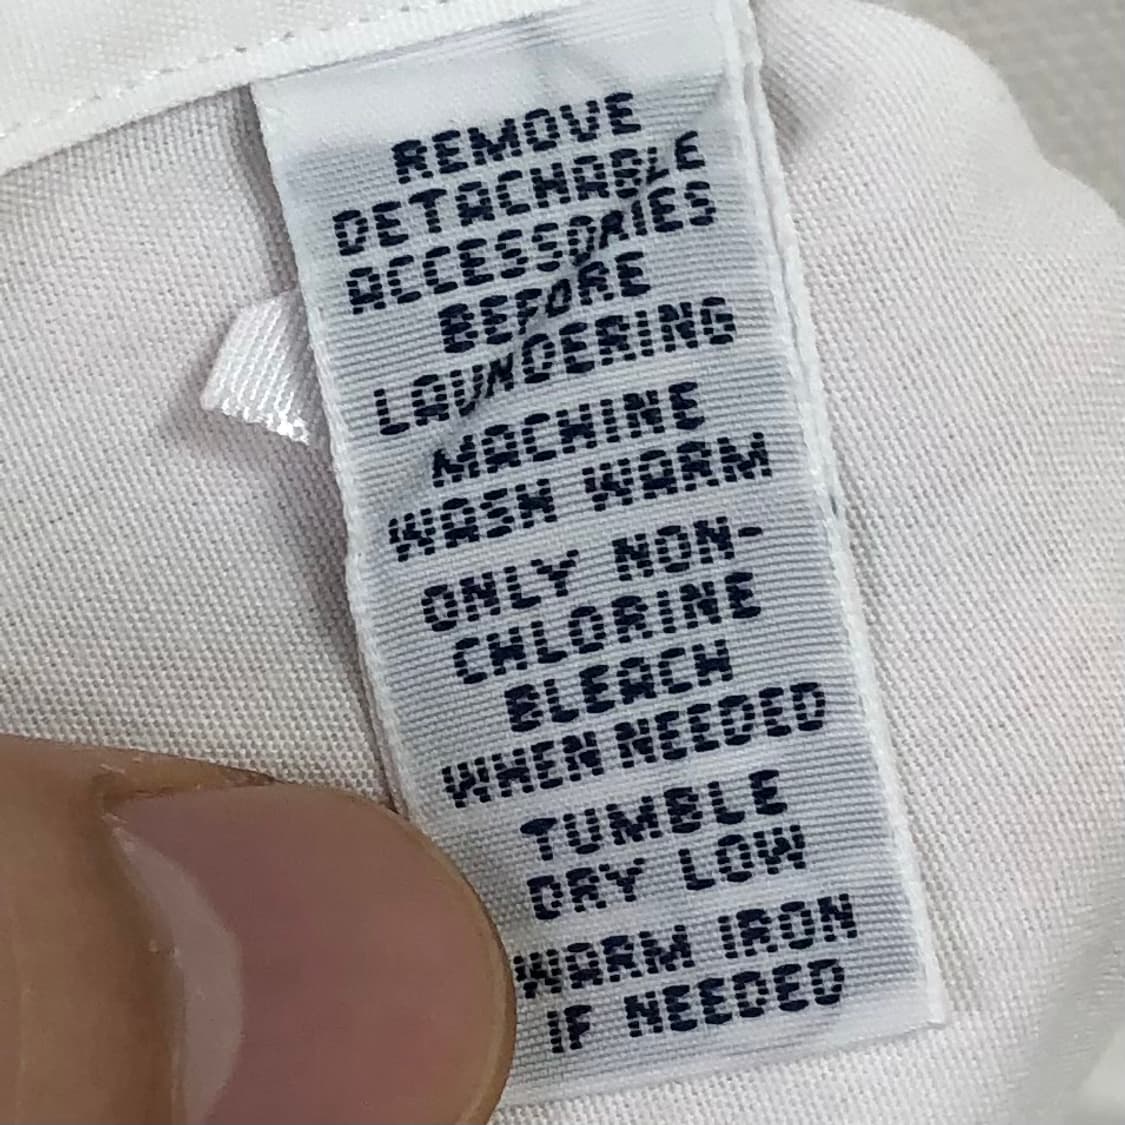 REMOVE
DETACHABLE
ACCESSORIES
BEFORE
LAUNDERING
MACHINE
WASH WARM
ONLY NON-
CHLORINE
BLEACH
WHEN NEEDED
TUMBLE
DRY LOW
WARM IRON
IF NEEDED